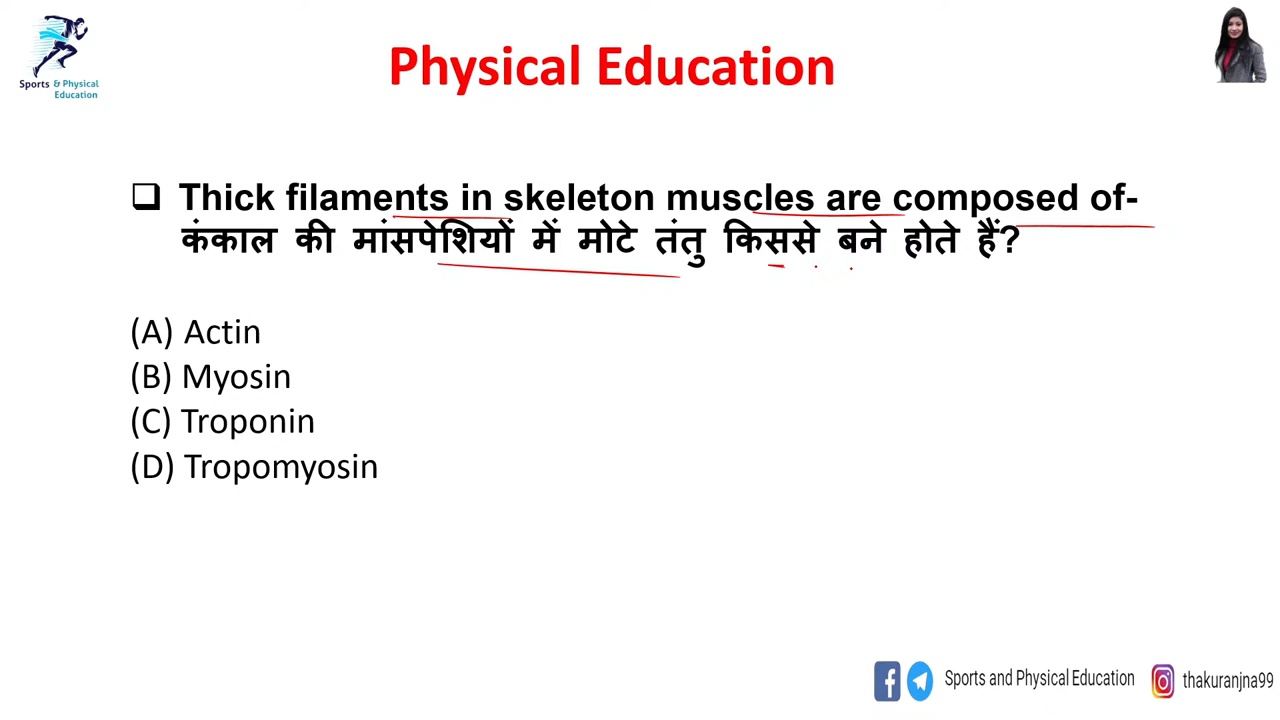 Physical Education
Sports & Physical
Education
❑ Thick filaments in skeleton muscles are composed of-
कंकाल की मांसपेशियों में मोटे तंतु किससे बने होते हैं?
(A) Actin
(B) Myosin
(C) Troponin
(D) Tropomyosin
Sports and Physical Education
thakuranjna99